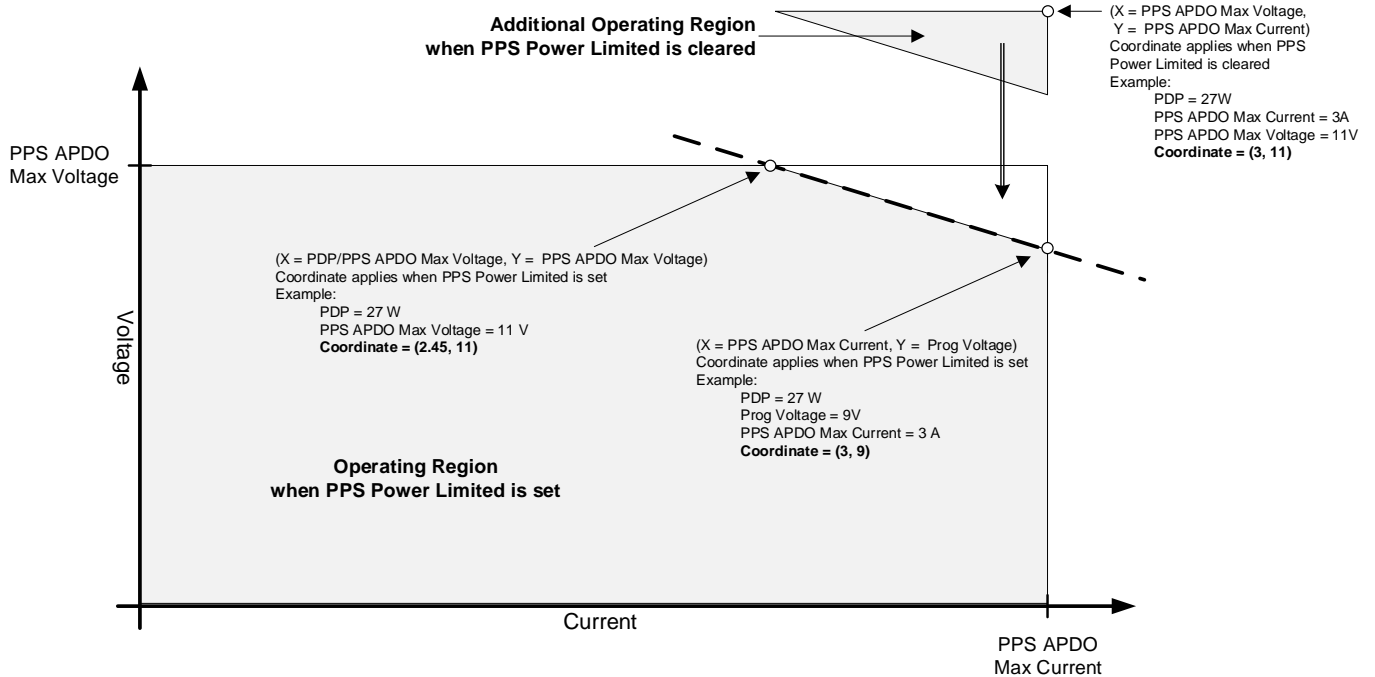 Additional Operating Region
when PPS Power Limited is cleared
(X = PPS APDO Max Voltage,
Y = PPS APDO Max Current)
Coordinate applies when PPS
Power Limited is cleared
Example:
PDP = 27W
PPS APDO Max Current = 3A
PPS APDO Max Voltage = 11V
Coordinate = (3, 11)
PPS APDO
Max Voltage
(X = PDP/PPS APDO Max Voltage, Y = PPS APDO Max Voltage)
Coordinate applies when PPS Power Limited is set
Example:
PDP = 27 W
PPS APDO Max Voltage = 11 V
Coordinate = (2.45, 11)
Voltage
(X = PPS APDO Max Current, Y = Prog Voltage)
Coordinate applies when PPS Power Limited is set
Example:
PDP = 27 W
Prog Voltage = 9V
PPS APDO Max Current = 3 A
Coordinate = (3, 9)
Operating Region
when PPS Power Limited is set
Current
PPS APDO
Max Current